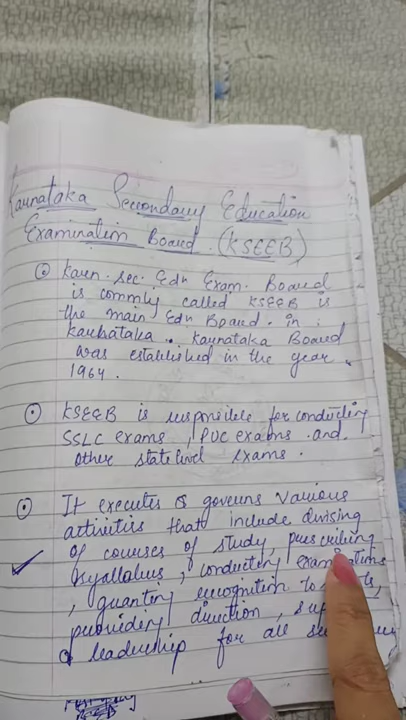 Karnataka Secondary Education
Examination Board. (KSEEB)
Karn. Sec. Edn Exam. Board
is commly called KSEEB is
the main Edn Board. in
Karnataka. Karnataka Board
was established in the year
1964.
KSEEB is responsible for conducting
SSLC exams, PUC exams and
other state level exams.
It executes & governs various
activities that include devising
of courses of study, prescribing
syllabus, conducting examinations
, granting recognition to
providing direction,
& leadership for all